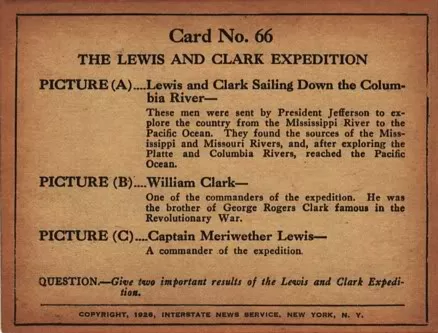 Card No. 66
THE LEWIS AND CLARK EXPEDITION
PICTURE (A)....Lewis and Clark Sailing Down the Colum-
bia River—
These men were sent by President Jefferson to ex-
plore the country from the Mississippi River to the
Pacific Ocean. They found the sources of the Miss-
issippi and Missouri Rivers, and, after exploring the
Platte and Columbia Rivers, reached the Pacific
Ocean.
PICTURE (B)....William Clark—
One of the commanders of the expedition. He was
the brother of George Rogers Clark famous in the
Revolutionary War.
PICTURE (C)....Captain Meriwether Lewis—
A commander of the expedition.
QUESTION.—Give two important results of the Lewis and Clark Expedi-
tion.
COPYRIGHT, 1926, INTERSTATE NEWS SERVICE, NEW YORK, N. Y.